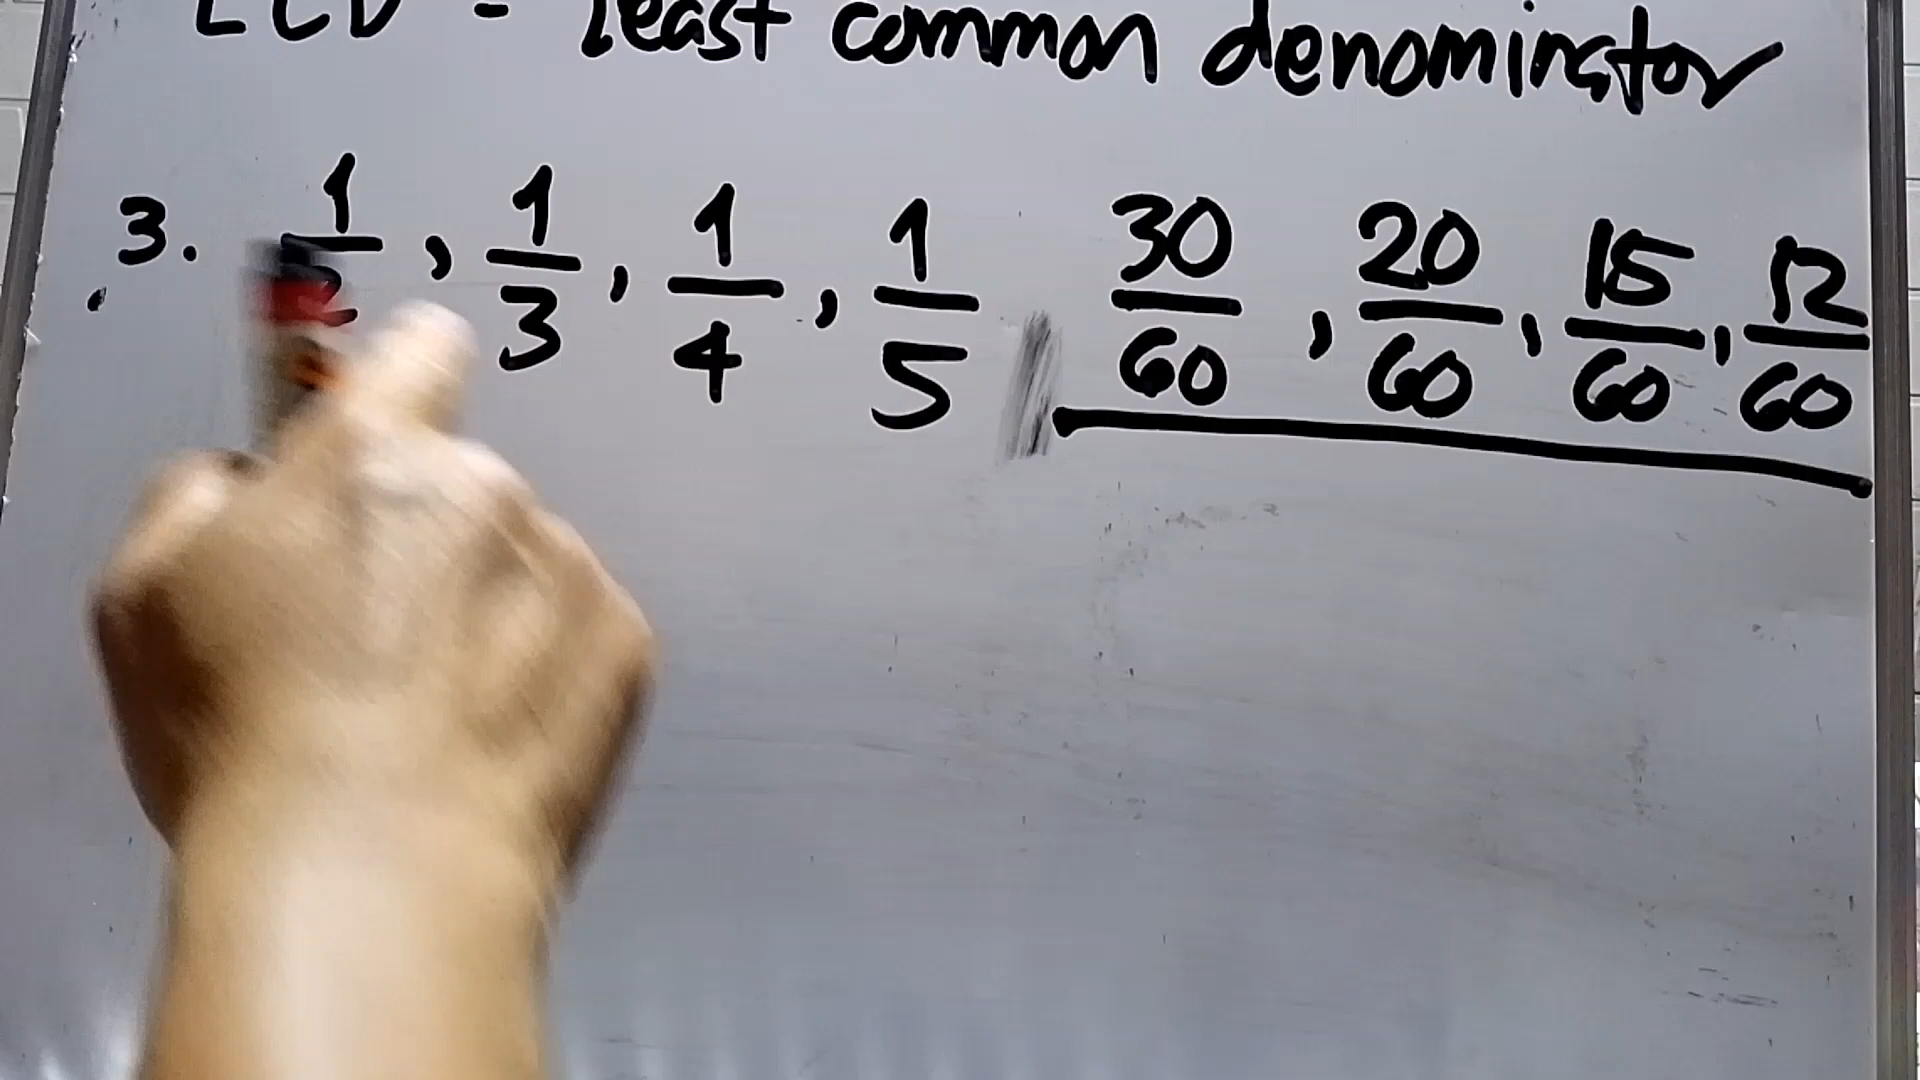 LCD - least common denominator
3. 1/2, 1/3, 1/4, 1/5 30/60, 20/60, 15/60, 12/60